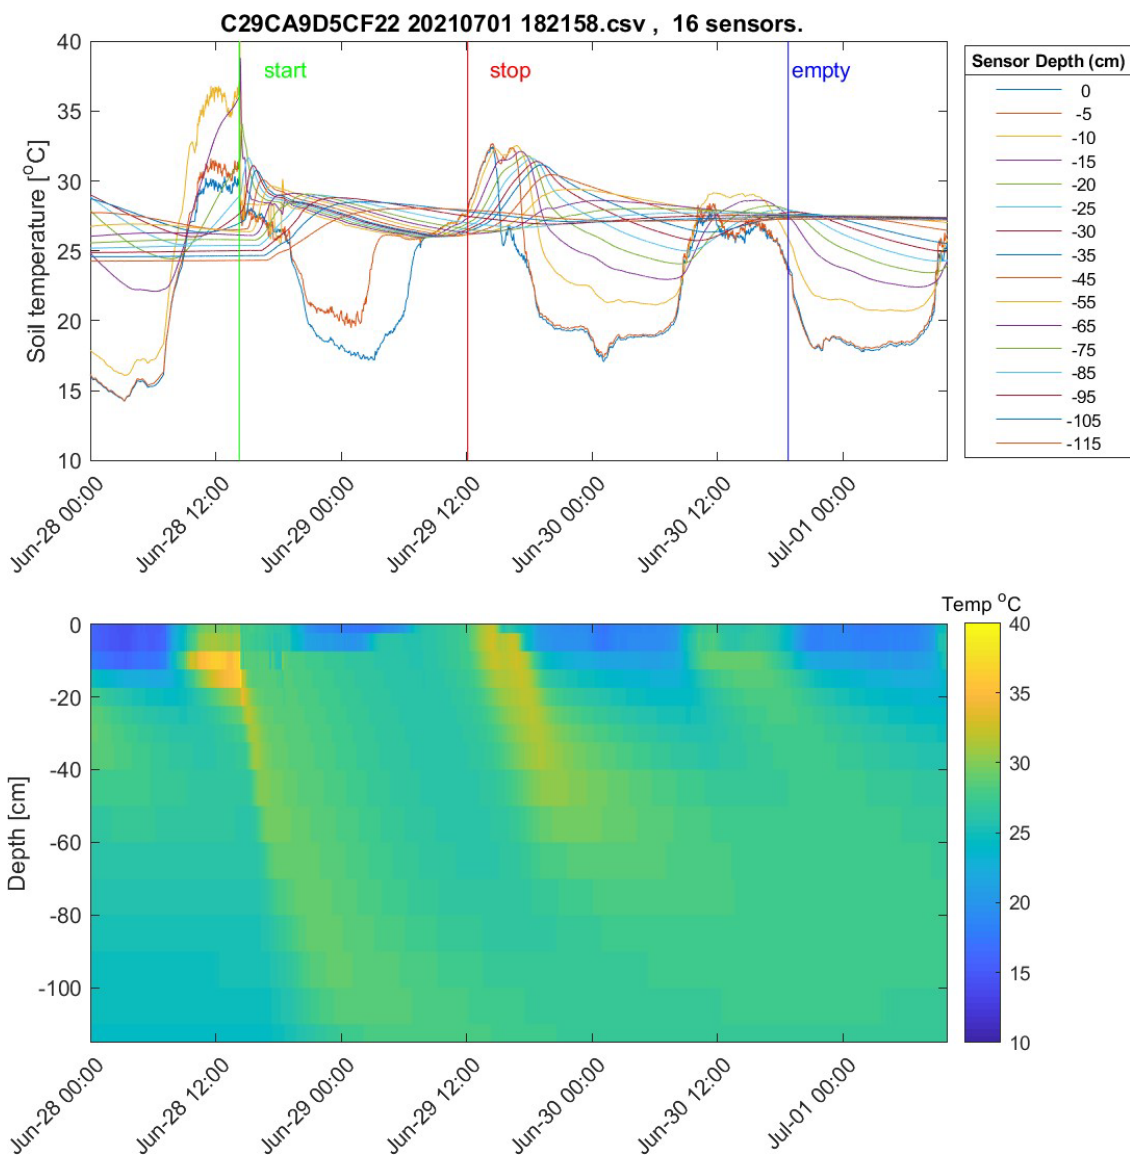 C29CA9D5CF22 20210701 182158.csv , 16 sensors.
start
stop
empty
Soil temperature [°C]
40
35
30
25
20
15
10
Jun-28 00:00
Jun-28 12:00
Jun-29 00:00
Jun-29 12:00
Jun-30 00:00
Jun-30 12:00
Jul-01 00:00
Sensor Depth (cm)
0
-5
-10
-15
-20
-25
-30
-35
-45
-55
-65
-75
-85
-95
-105
-115
Depth [cm]
0
-20
-40
-60
-80
-100
Jun-28 00:00
Jun-28 12:00
Jun-29 00:00
Jun-29 12:00
Jun-30 00:00
Jun-30 12:00
Jul-01 00:00
Temp °C
40
35
30
25
20
15
10